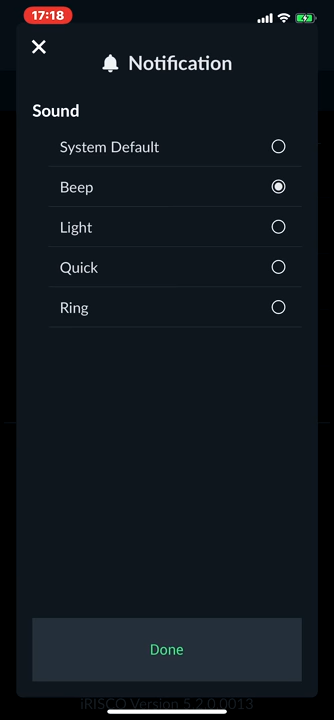 17:18
Notification
Sound
System Default
Beep
Light
Quick
Ring
Done
iRISCO Version 5.2.0.0013